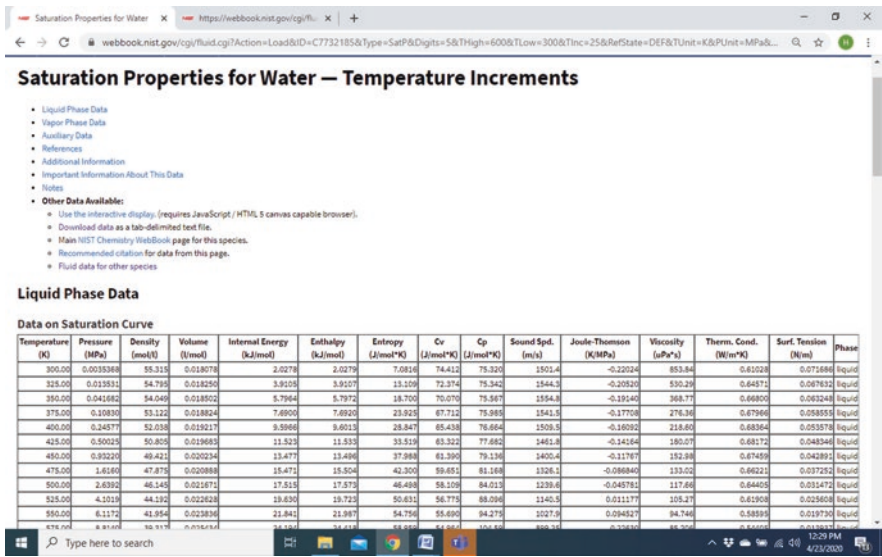 Saturation Properties for Water
https://webbook.nist.gov/cgi/flu
webbook.nist.gov/cgi/fluid.cgi?Action=Load&ID=C7732185&Type=SatP&Digits=5&THigh=600&TLow=300&TInc=25&RefState=DEF&TUnit=K&PUnit=MPa&...
H
Saturation Properties for Water — Temperature Increments
• Liquid Phase Data
• Vapor Phase Data
• Auxiliary Data
• References
• Additional Information
• Important Information About This Data
• Notes
• Other Data Available:
Use the interactive display. (requires JavaScript / HTML 5 canvas capable browser).
Download data as a tab-delimited text file.
Main NIST Chemistry WebBook page for this species.
Recommended citation for data from this page.
Fluid data for other species
Liquid Phase Data
Data on Saturation Curve
Temperature (K) Pressure (MPa) Density (mol/l) Volume (l/mol) Internal Energy (kJ/mol) Enthalpy (kJ/mol) Entropy (J/mol*K) Cv (J/mol*K) Cp (J/mol*K) Sound Spd. (m/s) Joule-Thomson (K/MPa) Viscosity (uPa*s) Therm. Cond. (W/m*K) Surf. Tension (N/m) Phase
300.00 0.0035368 55.315 0.018078 2.0278 2.0279 7.0816 74.412 75.320 1501.4 -0.22024 853.84 0.61028 0.071686 liquid
325.00 0.013531 54.795 0.018250 3.9105 3.9107 13.109 72.374 75.342 1544.3 -0.20520 530.29 0.64571 0.067632 liquid
350.00 0.041682 54.049 0.018502 5.7964 5.7972 18.700 70.070 75.567 1554.8 -0.19140 368.77 0.66800 0.063248 liquid
375.00 0.10830 53.122 0.018824 7.6900 7.6920 23.925 67.712 75.985 1541.5 -0.17708 276.36 0.67966 0.058555 liquid
400.00 0.24577 52.038 0.019217 9.5966 9.6013 28.847 65.438 76.664 1509.5 -0.16092 218.60 0.68364 0.053578 liquid
425.00 0.50025 50.805 0.019683 11.523 11.533 33.519 63.322 77.682 1461.8 -0.14164 180.07 0.68172 0.048346 liquid
450.00 0.93220 49.421 0.020234 13.477 13.496 37.988 61.390 79.136 1400.4 -0.11767 152.98 0.67459 0.042891 liquid
475.00 1.6160 47.875 0.020888 15.471 15.504 42.300 59.651 81.168 1326.1 -0.086840 133.02 0.66221 0.037252 liquid
500.00 2.6392 46.145 0.021671 17.515 17.573 46.498 58.109 84.013 1239.6 -0.045761 117.66 0.64405 0.031472 liquid
525.00 4.1019 44.192 0.022628 19.630 19.723 50.631 56.775 88.096 1140.5 0.011177 105.27 0.61908 0.025608 liquid
550.00 6.1172 41.954 0.023836 21.841 21.987 54.756 55.690 94.275 1027.9 0.094527 94.746 0.58595 0.019730 liquid
Type here to search
12:29 PM
4/23/2020